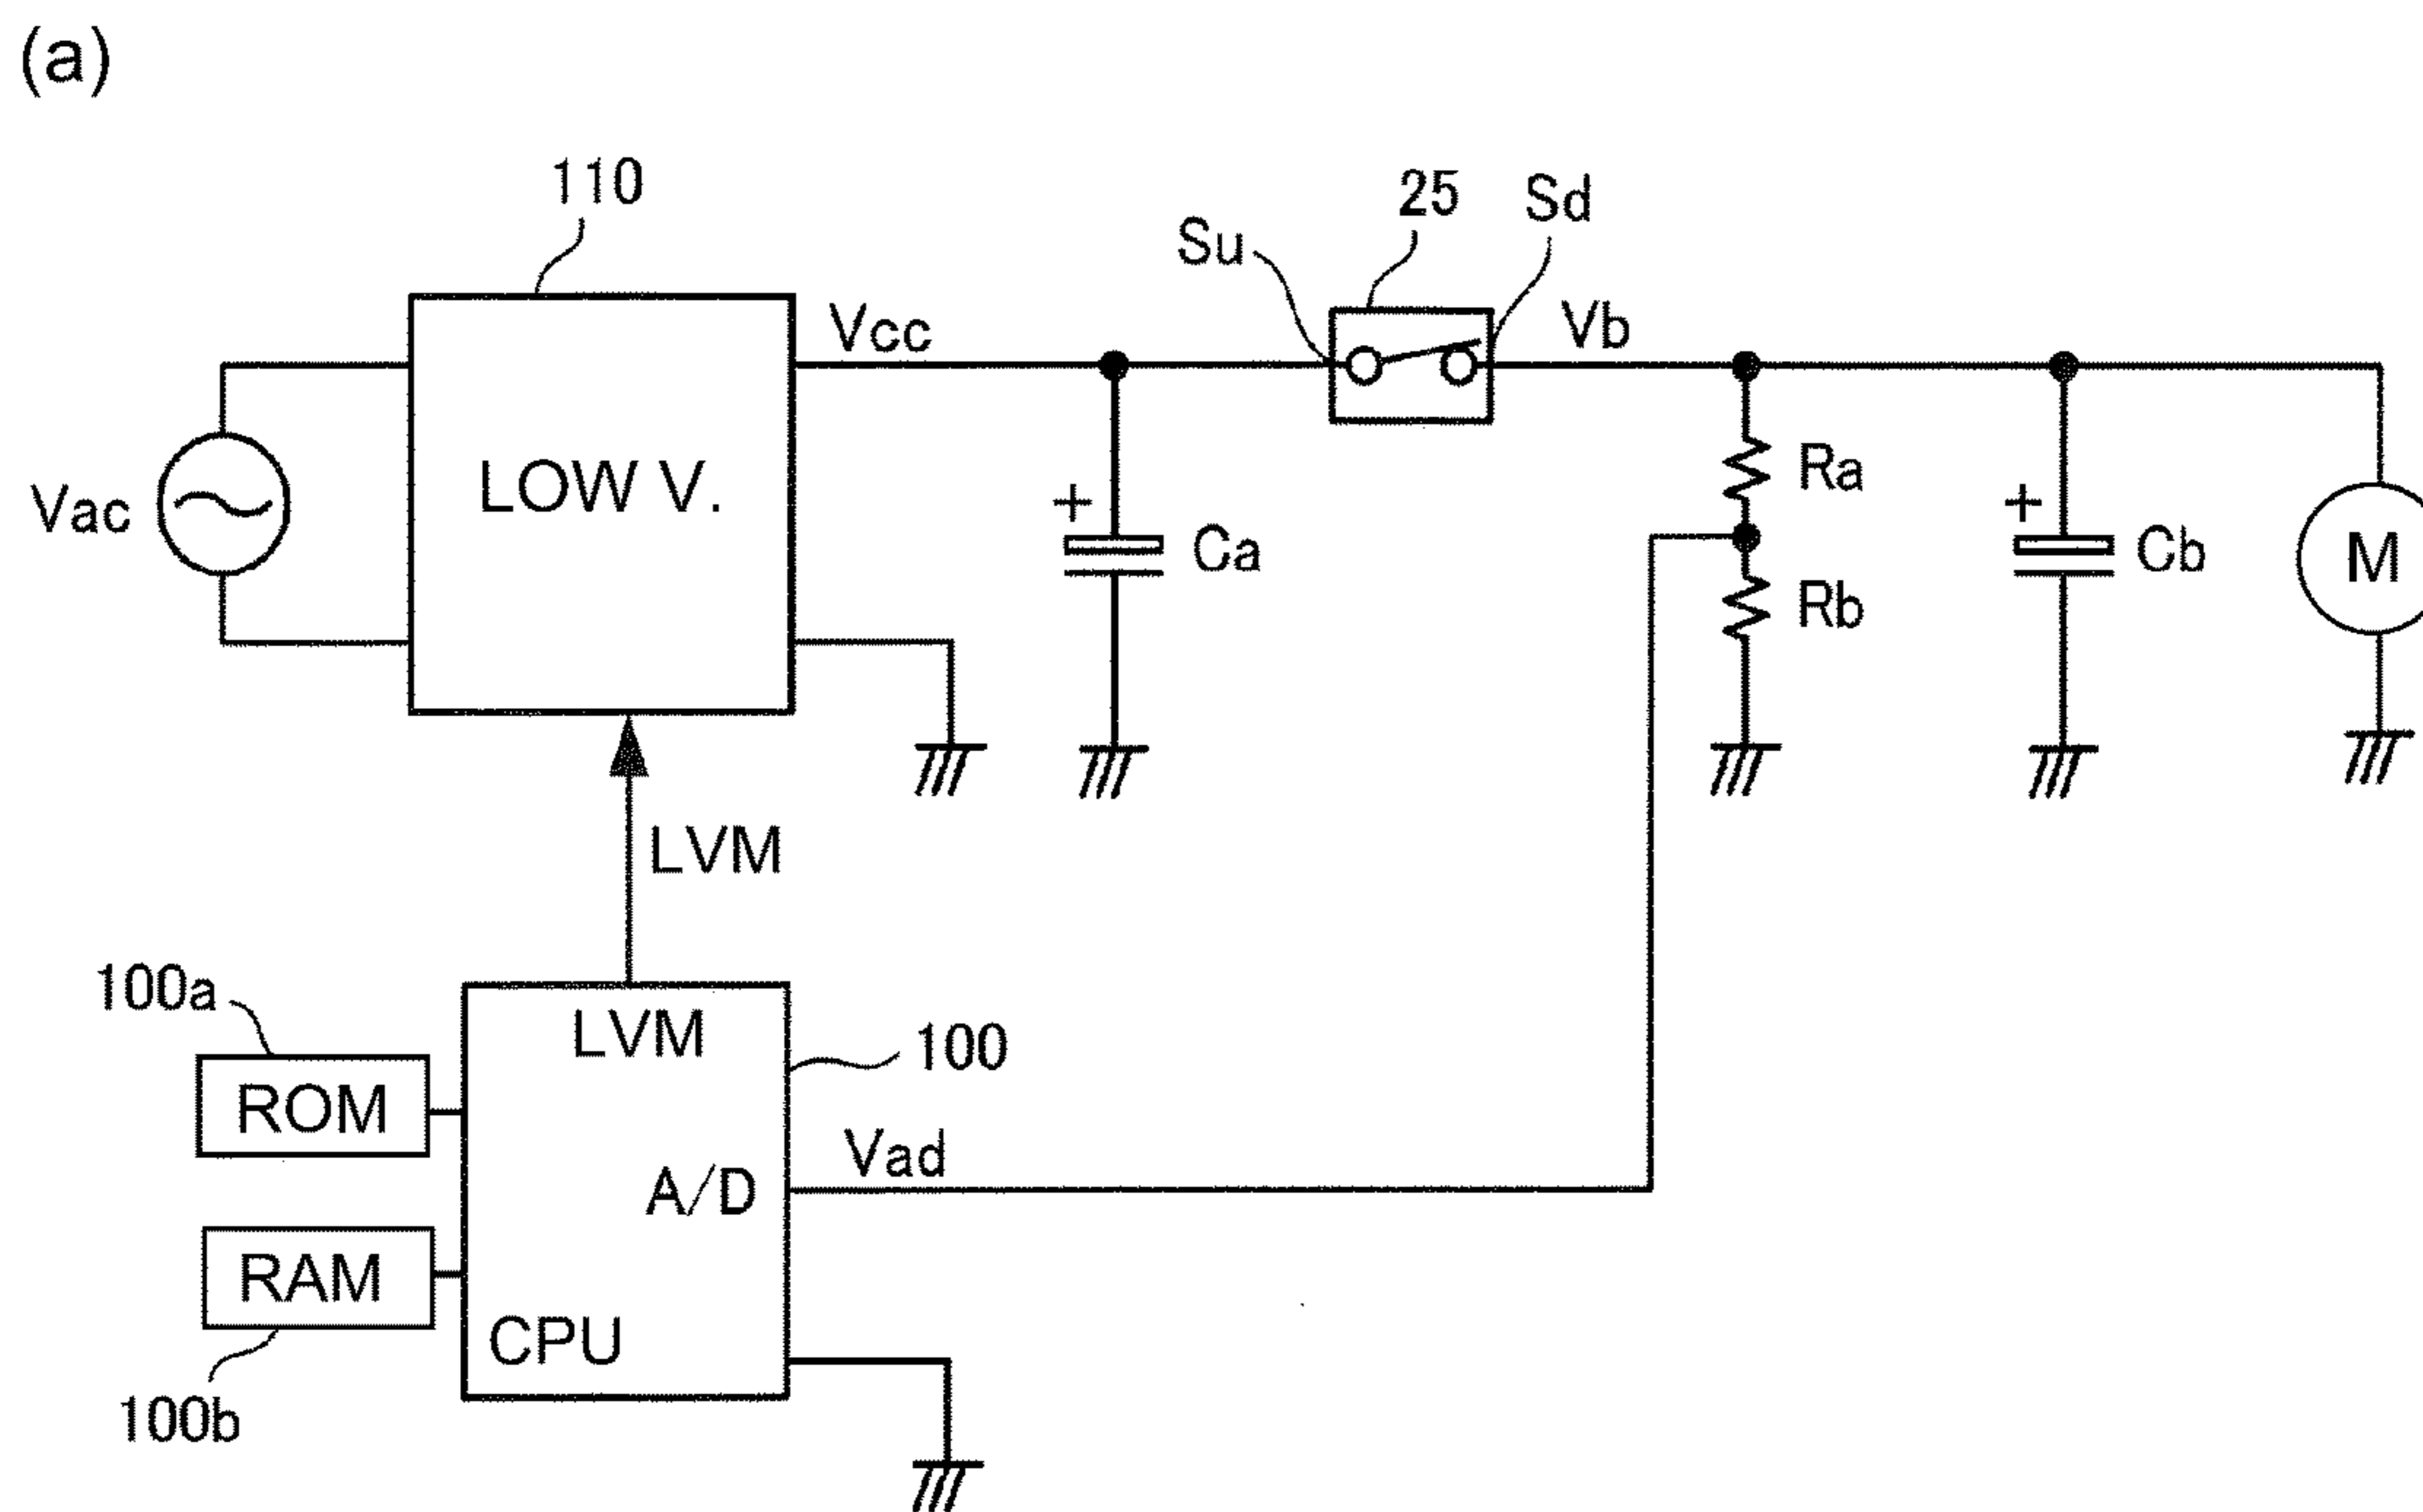 (a)
110
25
Sd
Su
Vcc
Vb
LOW V.
Vac
+
Ca
Ra
Rb
+
Cb
M
LVM
100a
LVM
100
ROM
Vad
A/D
RAM
CPU
100b